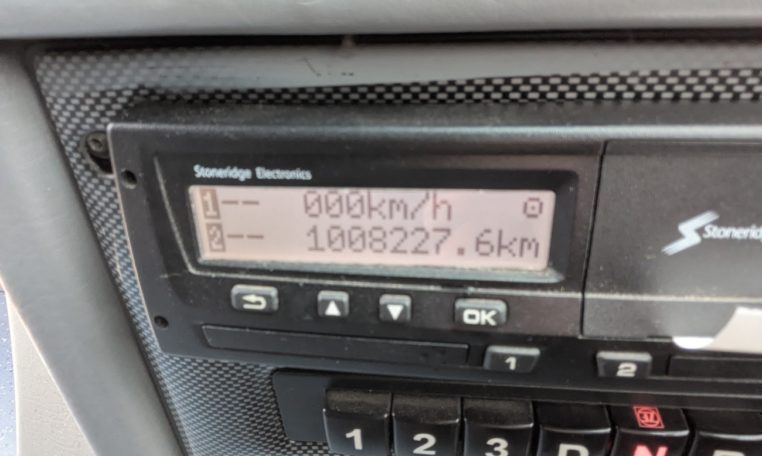 Stoneridge Electronics
1-- 000km/h
2-- 1008227.6km
OK
1 2
1 2 3 D N